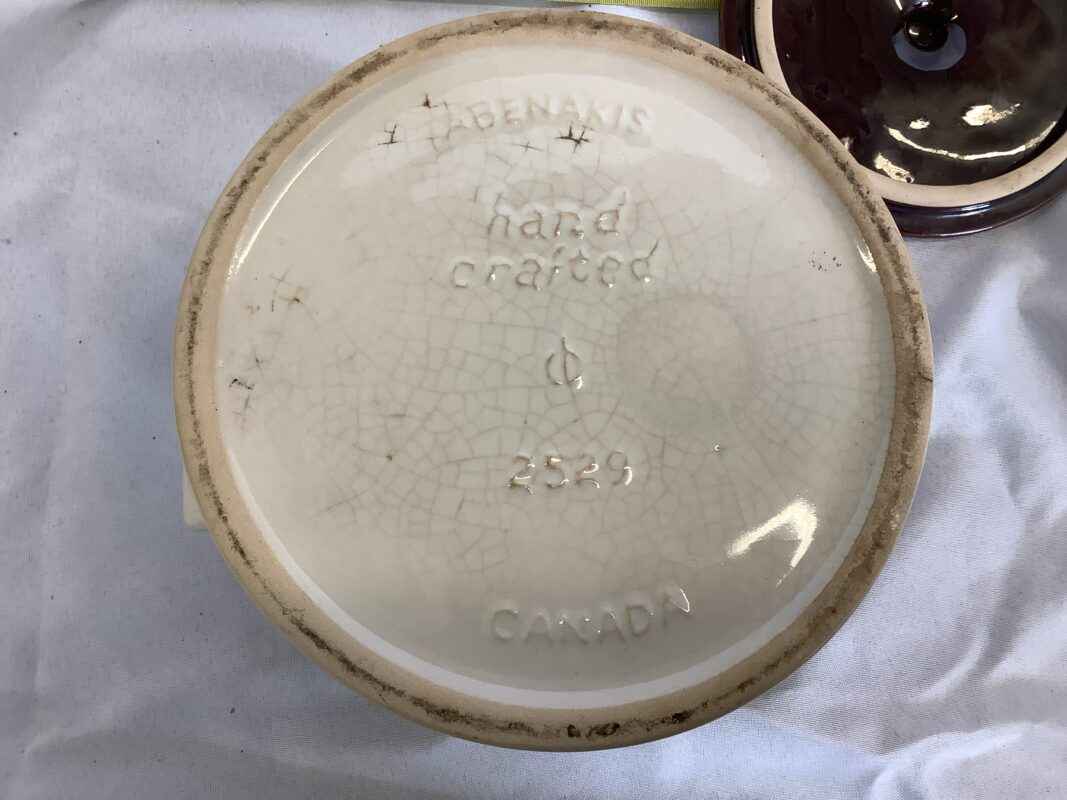 ABENAKIS
hand
crafted
ф
2529
CANADA